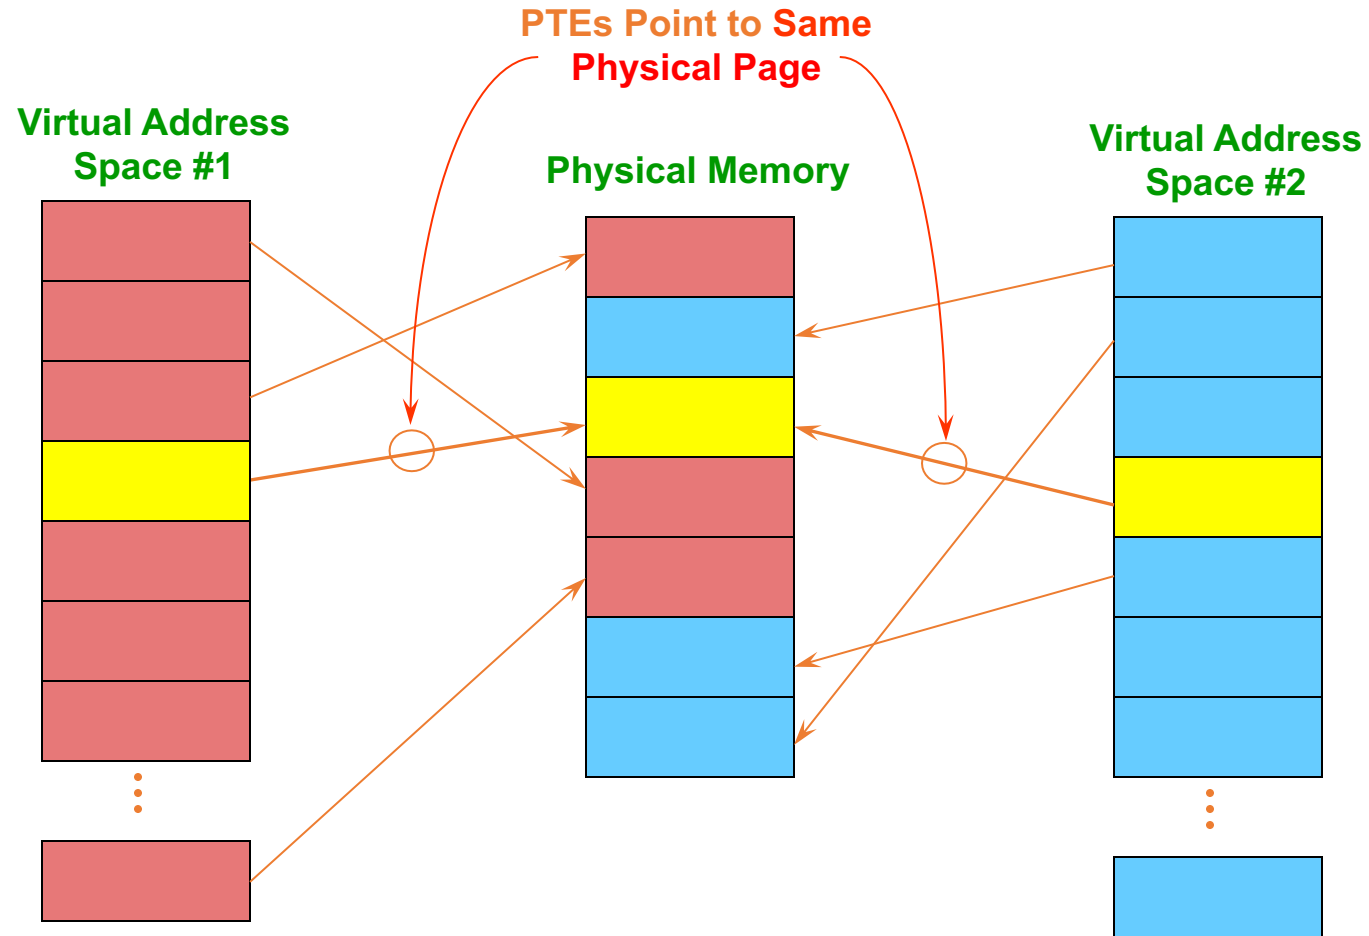 PTEs Point to Same
Physical Page
Virtual Address
Space #1
Physical Memory
Virtual Address
Space #2